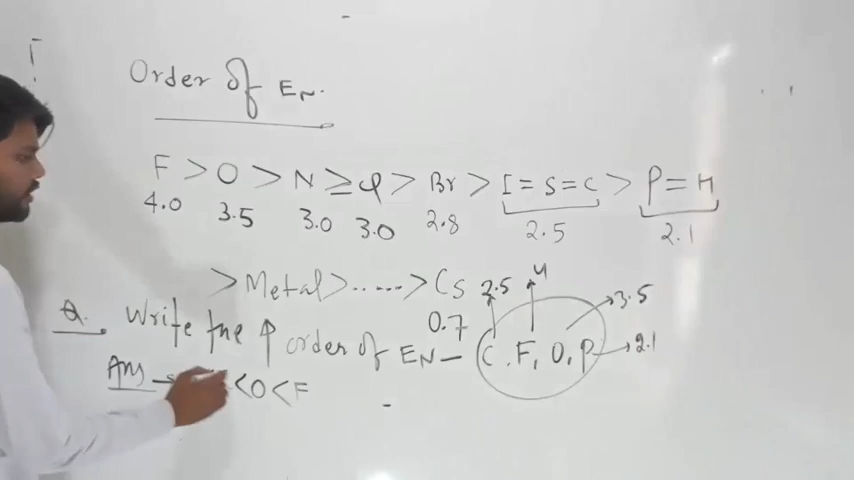 Order of EN.
F > O > N ≥ Cl > Br > I = S = C > P = H
4.0 3.5 3.0 3.0 2.8 2.5 2.1
> Metal > ...... > Cs 2.5 4 3.5
0.7
Q. Write the ↑ order of EN – C, F, O, P → 2.1
Ans → < O < F